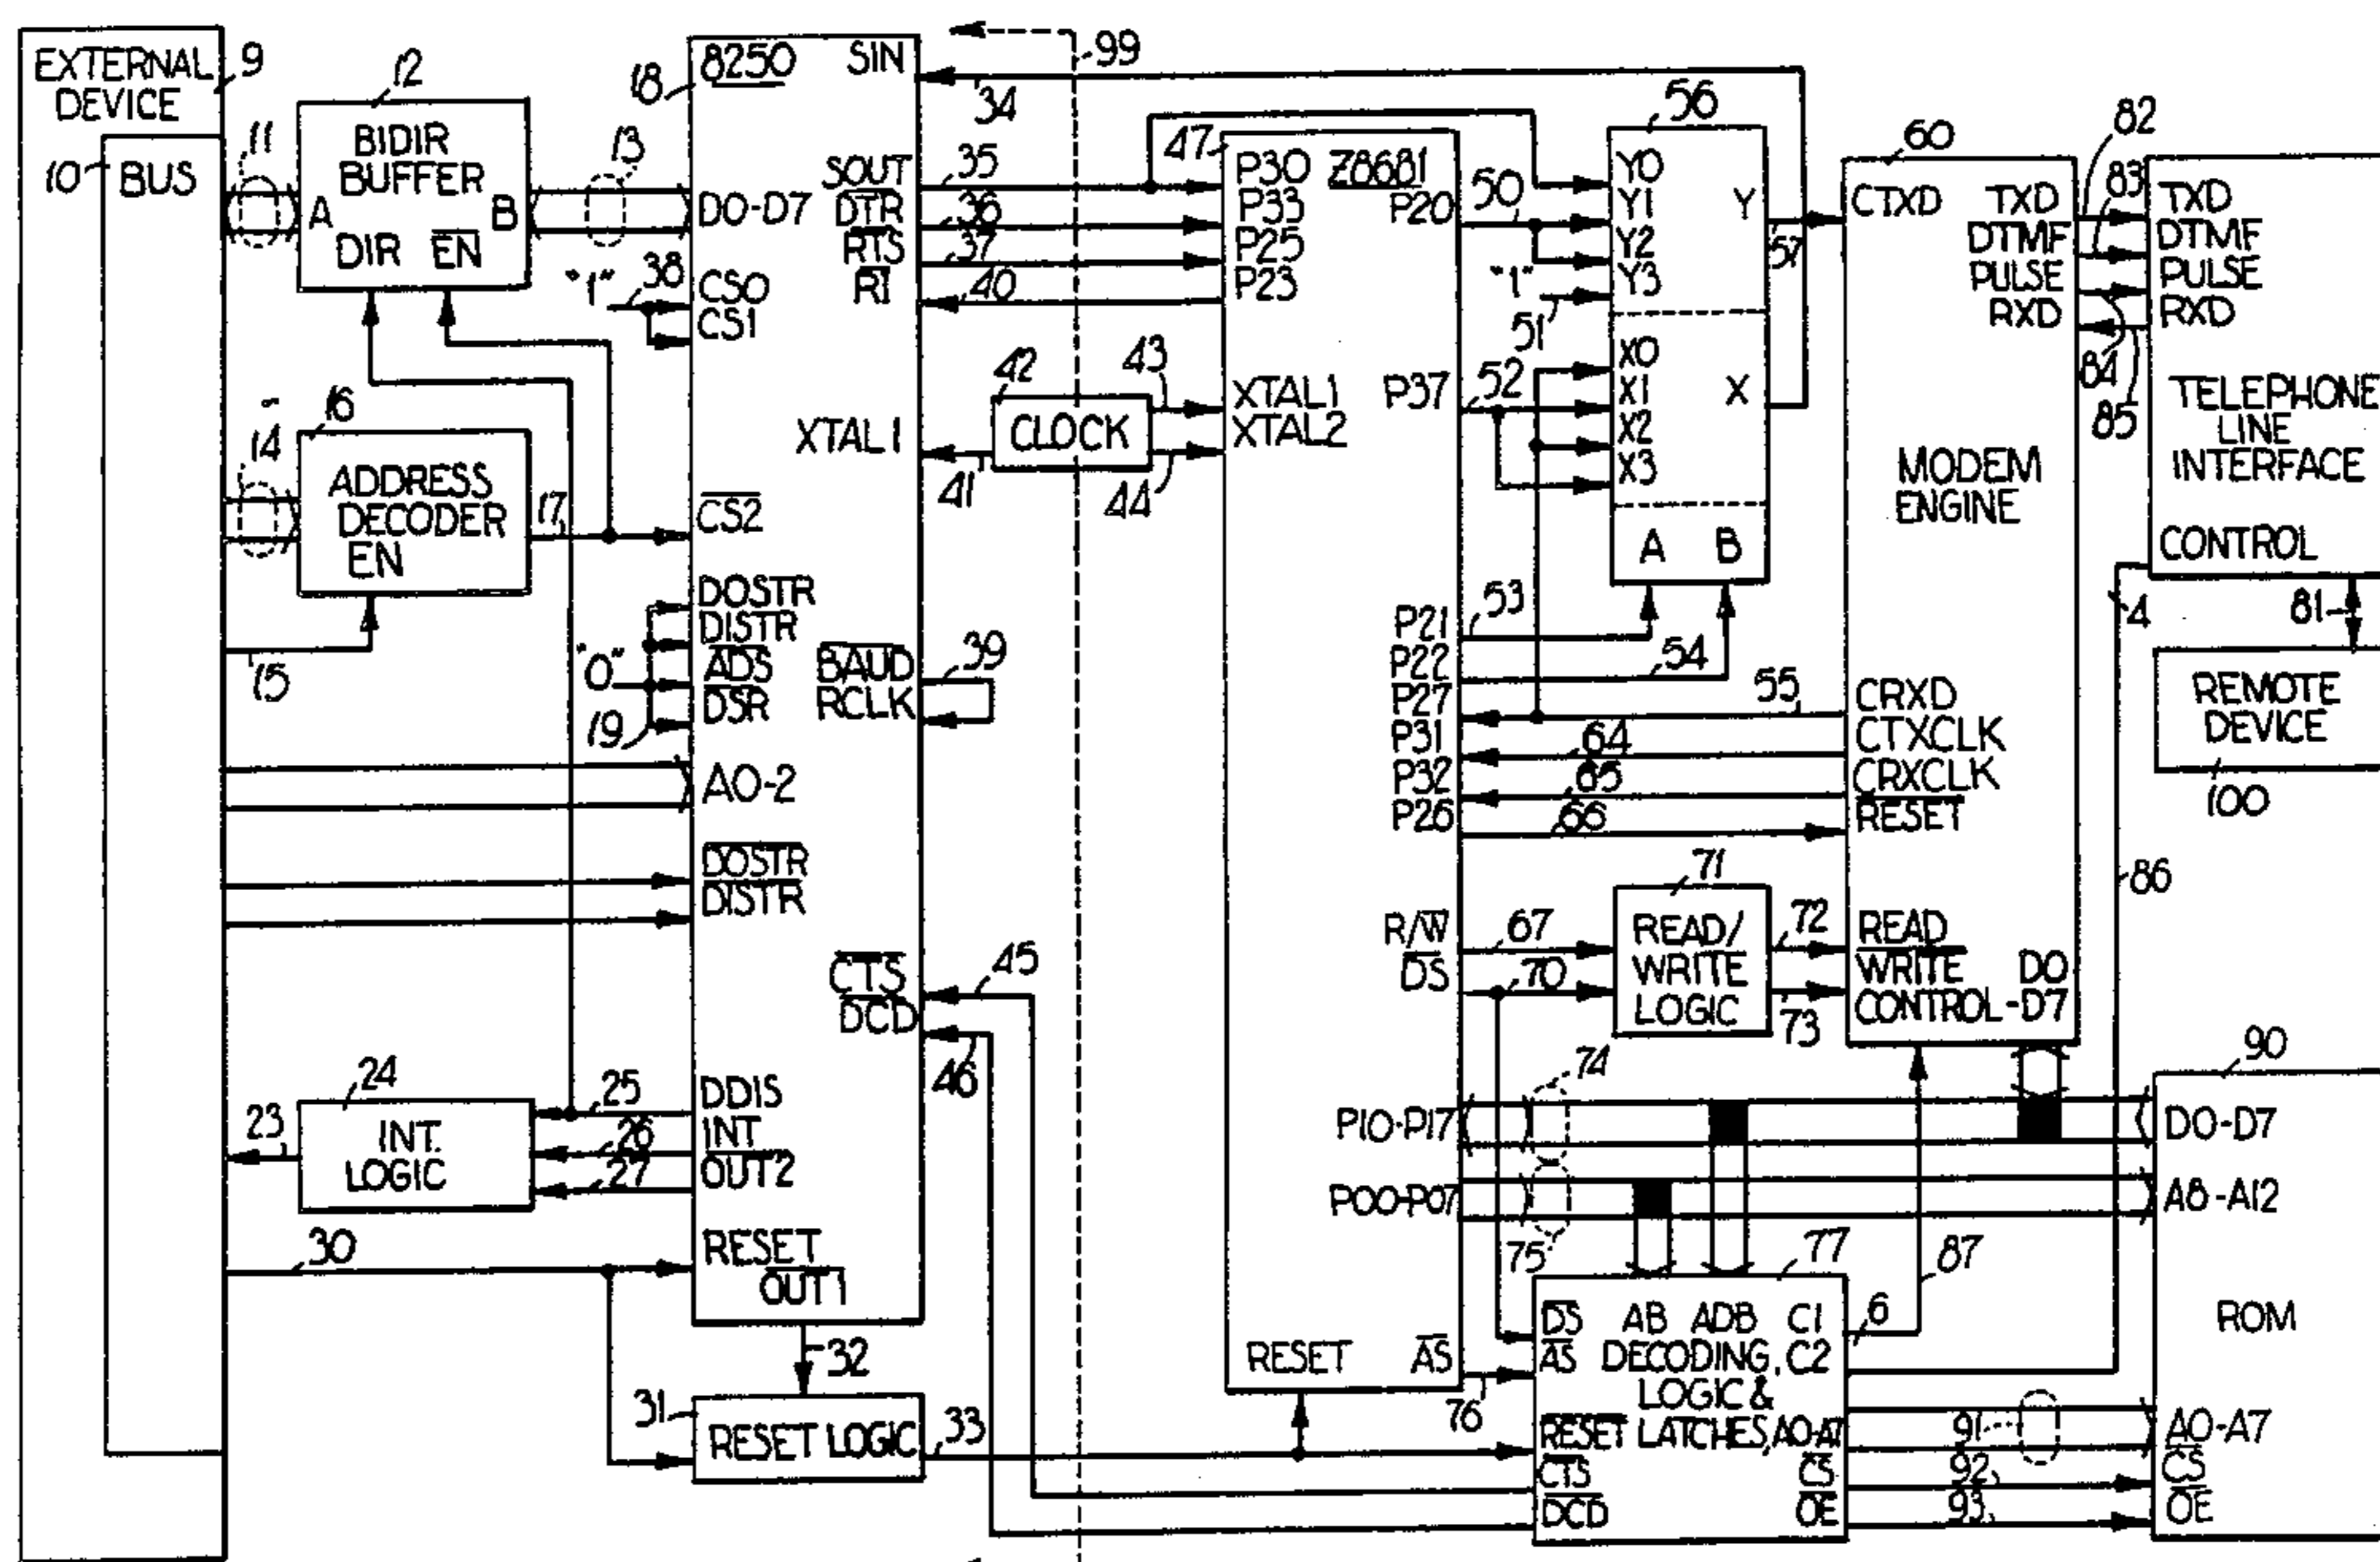 EXTERNAL
DEVICE
9
10
BUS
11
12
BIDIR
BUFFER
A
B
DIR
EN
13
14
16
ADDRESS
DECODER
EN
17
15
18
8250
SIN
34
99
D0-D7
SOUT
35
DTR
36
RTS
37
RI
40
"1"
38
CS0
CS1
XTAL1
41
42
CLOCK
43
44
CS2
DOSTR
DISTR
"0"
ADS
DSR
19
BAUD
39
RCLK
A0-2
DOSTR
DISTR
CTS
45
DCD
46
23
24
INT.
LOGIC
25
DDIS
26
INT
27
OUT2
30
RESET
OUT1
32
31
RESET LOGIC
33
47
P30
Z8681
P33
P20
50
P25
P23
XTAL1
P37
52
XTAL2
P21
53
P22
54
P27
55
P31
64
P32
65
P26
66
R/W
67
DS
70
P10-P17
74
P00-P07
75
RESET
AS
76
56
Y0
Y1
Y
Y2
Y3
"1"
51
57
X0
X1
X
X2
X3
A
B
60
CTXD
TXD
DTMF
PULSE
RXD
MODEM
ENGINE
CRXD
CTXCLK
CRXCLK
RESET
READ
WRITE
D0
CONTROL-D7
71
READ/
WRITE
LOGIC
72
73
82
83
84
85
TXD
DTMF
PULSE
RXD
TELEPHONE
LINE
INTERFACE
CONTROL
4
81
REMOTE
DEVICE
100
86
87
77
DS
AB
ADB
C1
6
AS
DECODING,
C2
LOGIC &
RESET
LATCHES,
A0-A7
CTS
CS
DCD
OE
90
D0-D7
A8-A12
ROM
91
A0-A7
92
CS
93
OE